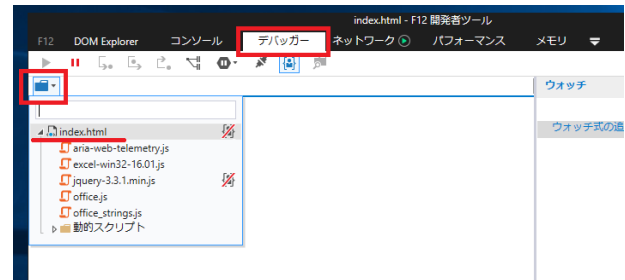 index.html - F12 開発者ツール
F12 DOM Explorer コンソール デバッガー ネットワーク パフォーマンス メモリ
ウォッチ
index.html
ウォッチ式の追
aria-web-telemetry.js
excel-win32-16.01.js
jquery-3.3.1.min.js
office.js
office_strings.js
動的スクリプト